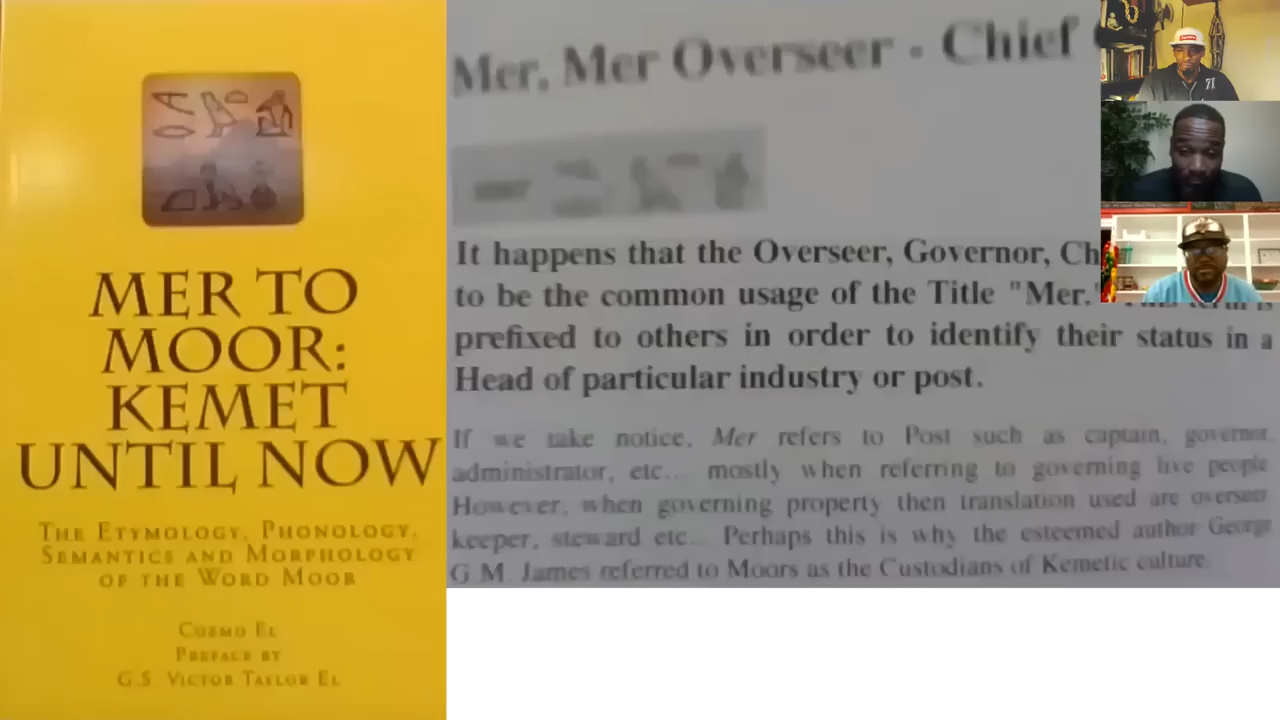 MER TO
MOOR:
KEMET
UNTIL NOW
THE ETYMOLOGY, PHONOLOGY,
SEMANTICS AND MORPHOLOGY
OF THE WORD MOOR
COZMO EL
PREFACE BY
G.S. VICTOR TAYLOR EL
Mer, Mer Overseer - Chief
It happens that the Overseer, Governor, Ch
to be the common usage of the Title "Mer."
prefixed to others in order to identify their status in a
Head of particular industry or post.
If we take notice, Mer refers to Post such as captain, governor,
administrator, etc... mostly when referring to governing live people.
However, when governing property then translation used are overseer,
keeper, steward etc... Perhaps this is why the esteemed author George
G.M. James referred to Moors as the Custodians of Kemetic culture.